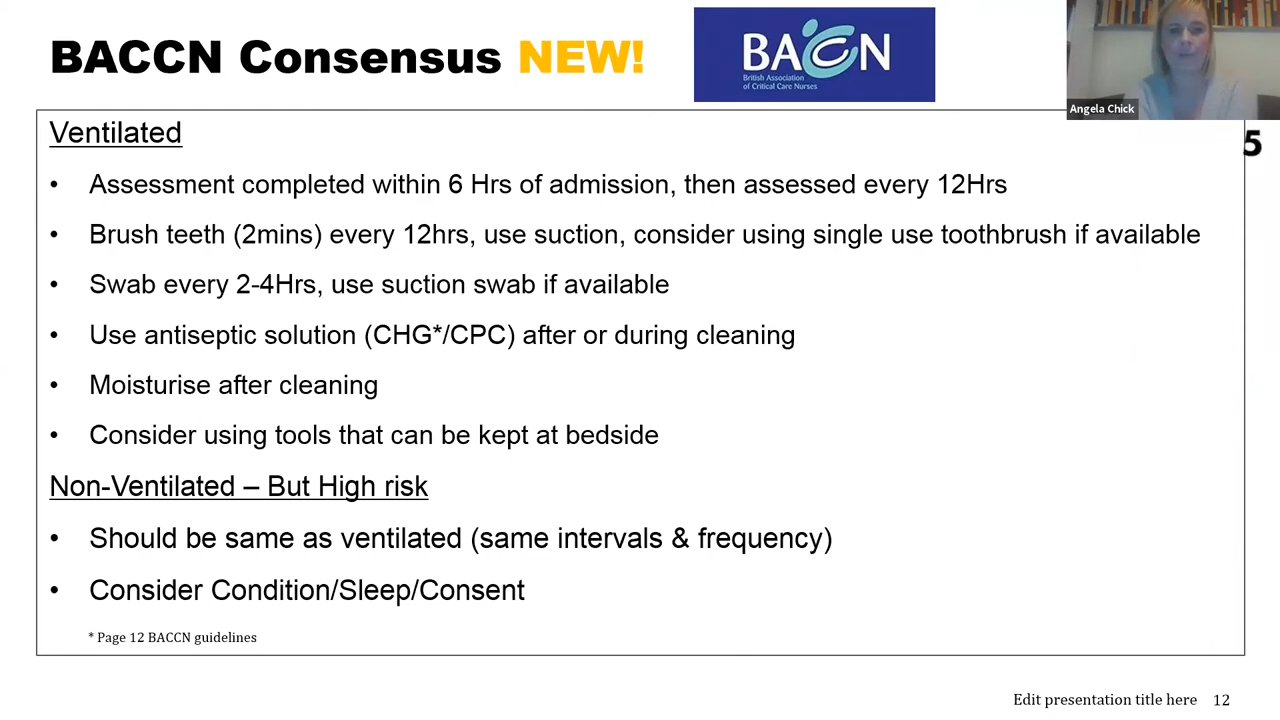 BACCN Consensus NEW!
BACCN
British Association
of Critical Care Nurses
Angela Chick
5
Ventilated
• Assessment completed within 6 Hrs of admission, then assessed every 12Hrs
• Brush teeth (2mins) every 12hrs, use suction, consider using single use toothbrush if available
• Swab every 2-4Hrs, use suction swab if available
• Use antiseptic solution (CHG*/CPC) after or during cleaning
• Moisturise after cleaning
• Consider using tools that can be kept at bedside
Non-Ventilated – But High risk
• Should be same as ventilated (same intervals & frequency)
• Consider Condition/Sleep/Consent
* Page 12 BACCN guidelines
Edit presentation title here 12